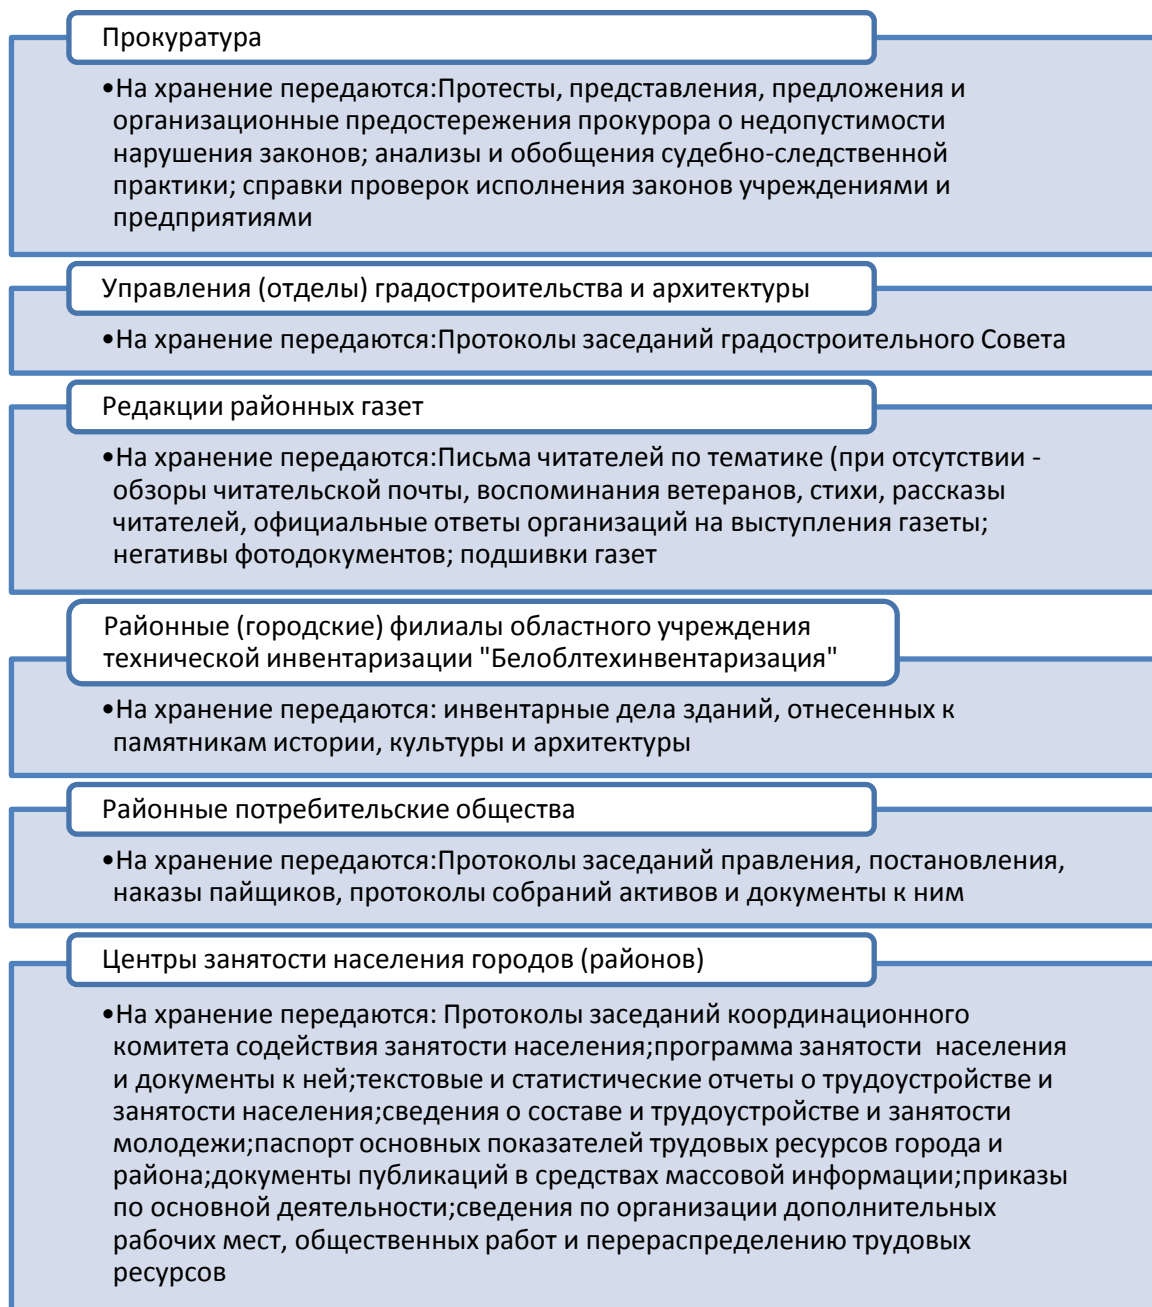 Прокуратура
•На хранение передаются:Протесты, представления, предложения и
организационные предостережения прокурора о недопустимости
нарушения законов; анализы и обобщения судебно-следственной
практики; справки проверок исполнения законов учреждениями и
предприятиями
Управления (отделы) градостроительства и архитектуры
•На хранение передаются:Протоколы заседаний градостроительного Совета
Редакции районных газет
•На хранение передаются:Письма читателей по тематике (при отсутствии -
обзоры читательской почты, воспоминания ветеранов, стихи, рассказы
читателей, официальные ответы организаций на выступления газеты;
негативы фотодокументов; подшивки газет
Районные (городские) филиалы областного учреждения
технической инвентаризации "Белоблтехинвентаризация"
•На хранение передаются: инвентарные дела зданий, отнесенных к
памятникам истории, культуры и архитектуры
Районные потребительские общества
•На хранение передаются:Протоколы заседаний правления, постановления,
наказы пайщиков, протоколы собраний активов и документы к ним
Центры занятости населения городов (районов)
•На хранение передаются: Протоколы заседаний координационного
комитета содействия занятости населения;программа занятости  населения
и документы к ней;текстовые и статистические отчеты о трудоустройстве и
занятости населения;сведения о составе и трудоустройстве и занятости
молодежи;паспорт основных показателей трудовых ресурсов города и
района;документы публикаций в средствах массовой информации;приказы
по основной деятельности;сведения по организации дополнительных
рабочих мест, общественных работ и перераспределению трудовых
ресурсов